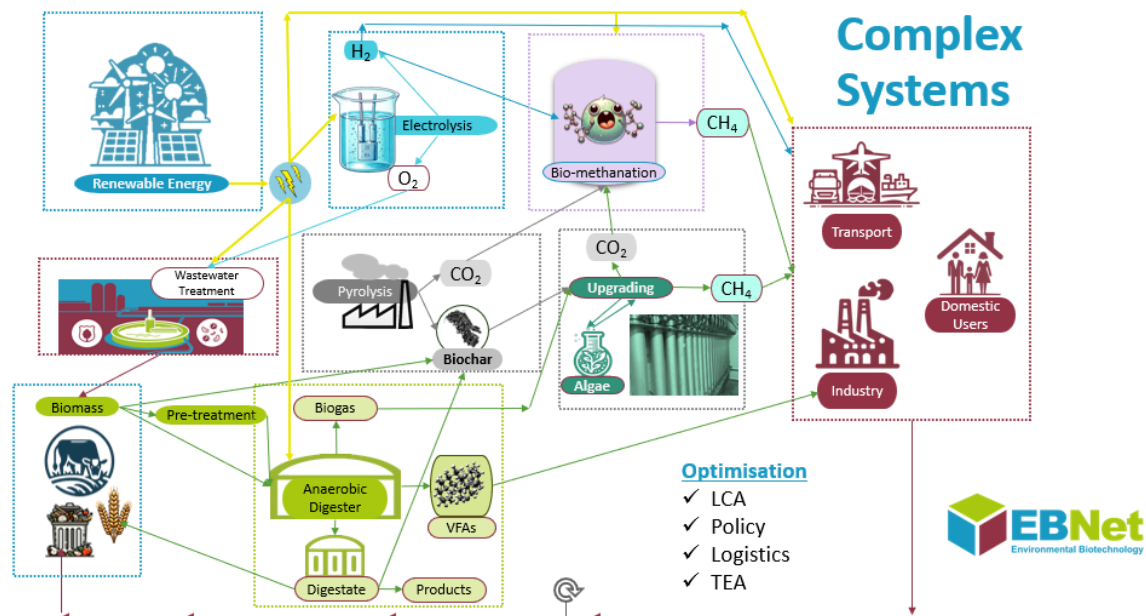 Complex
Systems
H2
Electrolysis
O2
Renewable Energy
Bio-methanation
CH4
Transport
Domestic
Users
Industry
Wastewater
Treatment
Pyrolysis
CO2
Biochar
CO2
Upgrading
CH4
Algae
Biomass
Pre-treatment
Biogas
Anaerobic
Digester
VFAs
Digestate
Products
Optimisation
✓ LCA
✓ Policy
✓ Logistics
✓ TEA
EBNet
Environmental Biotechnology